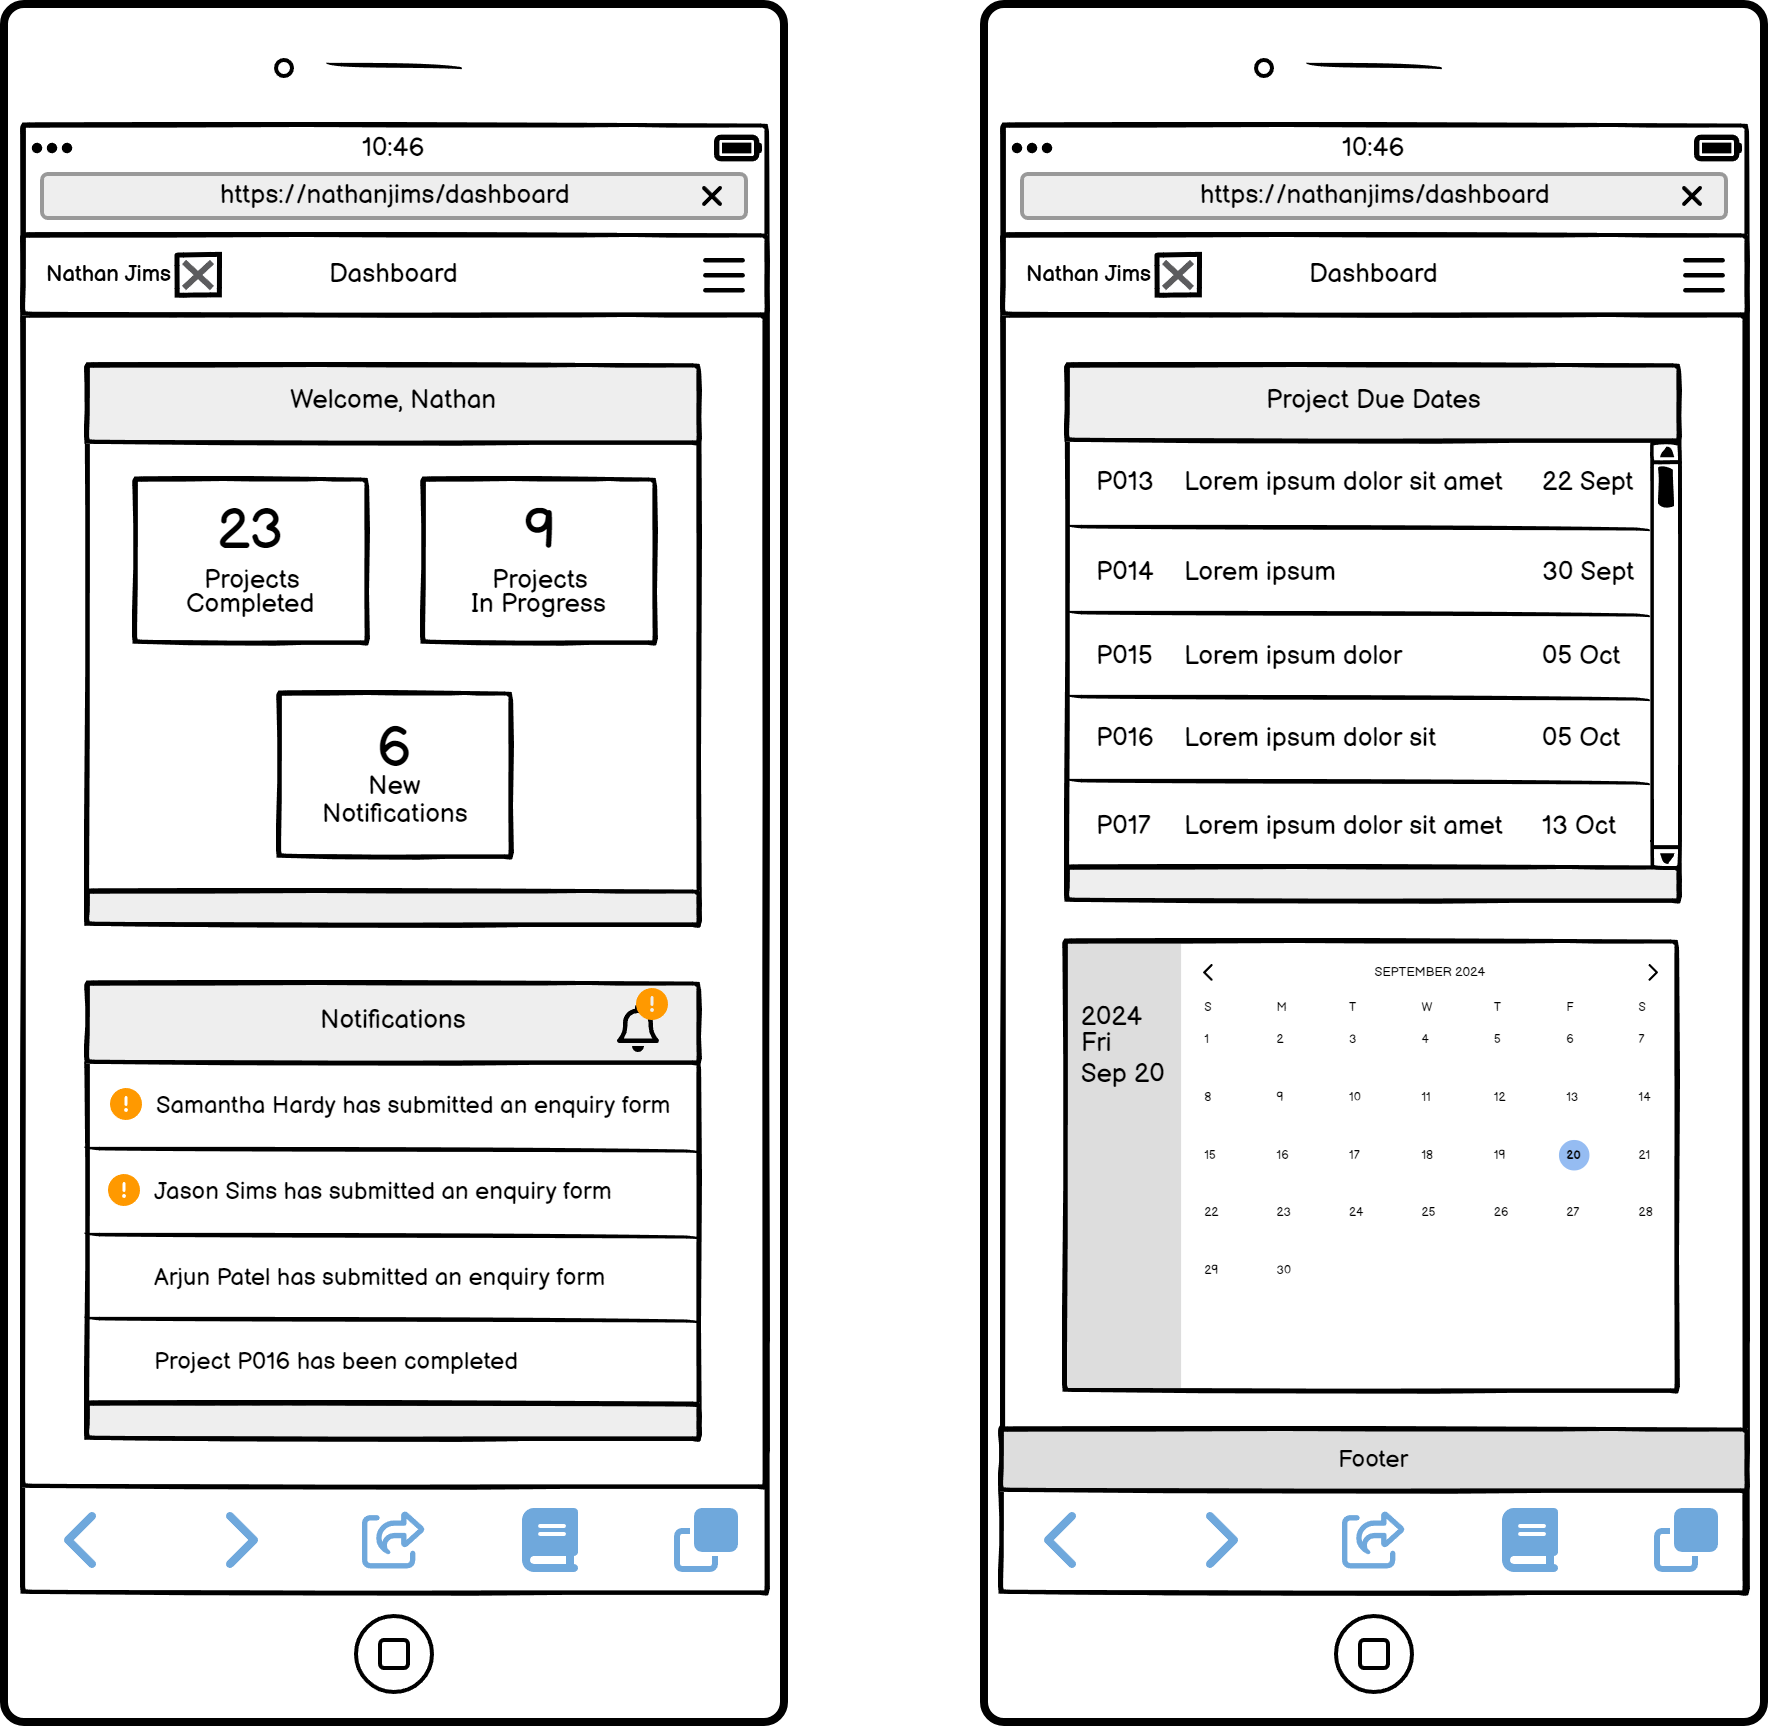 10:46
https://nathanjims/dashboard
Nathan Jims
Dashboard
Welcome, Nathan
23
Projects
Completed
9
Projects
In Progress
6
New
Notifications
Notifications
Samantha Hardy has submitted an enquiry form
Jason Sims has submitted an enquiry form
Arjun Patel has submitted an enquiry form
Project P016 has been completed
10:46
https://nathanjims/dashboard
Nathan Jims
Dashboard
Project Due Dates
P013 Lorem ipsum dolor sit amet 22 Sept
P014 Lorem ipsum 30 Sept
P015 Lorem ipsum dolor 05 Oct
P016 Lorem ipsum dolor sit 05 Oct
P017 Lorem ipsum dolor sit amet 13 Oct
2024
Fri
Sep 20
SEPTEMBER 2024
S M T W T F S
1 2 3 4 5 6 7
8 9 10 11 12 13 14
15 16 17 18 19 20 21
22 23 24 25 26 27 28
29 30
Footer